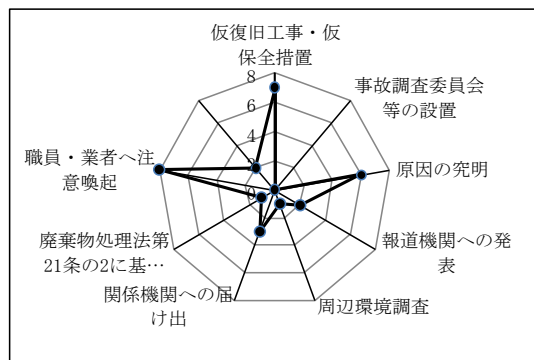 仮復旧工事・仮
保全措置
事故調査委員会
等の設置
原因の究明
報道機関への発
表
周辺環境調査
関係機関への届
け出
廃棄物処理法第
21条の2に基…
職員・業者へ注
意喚起
8
6
4
2
0